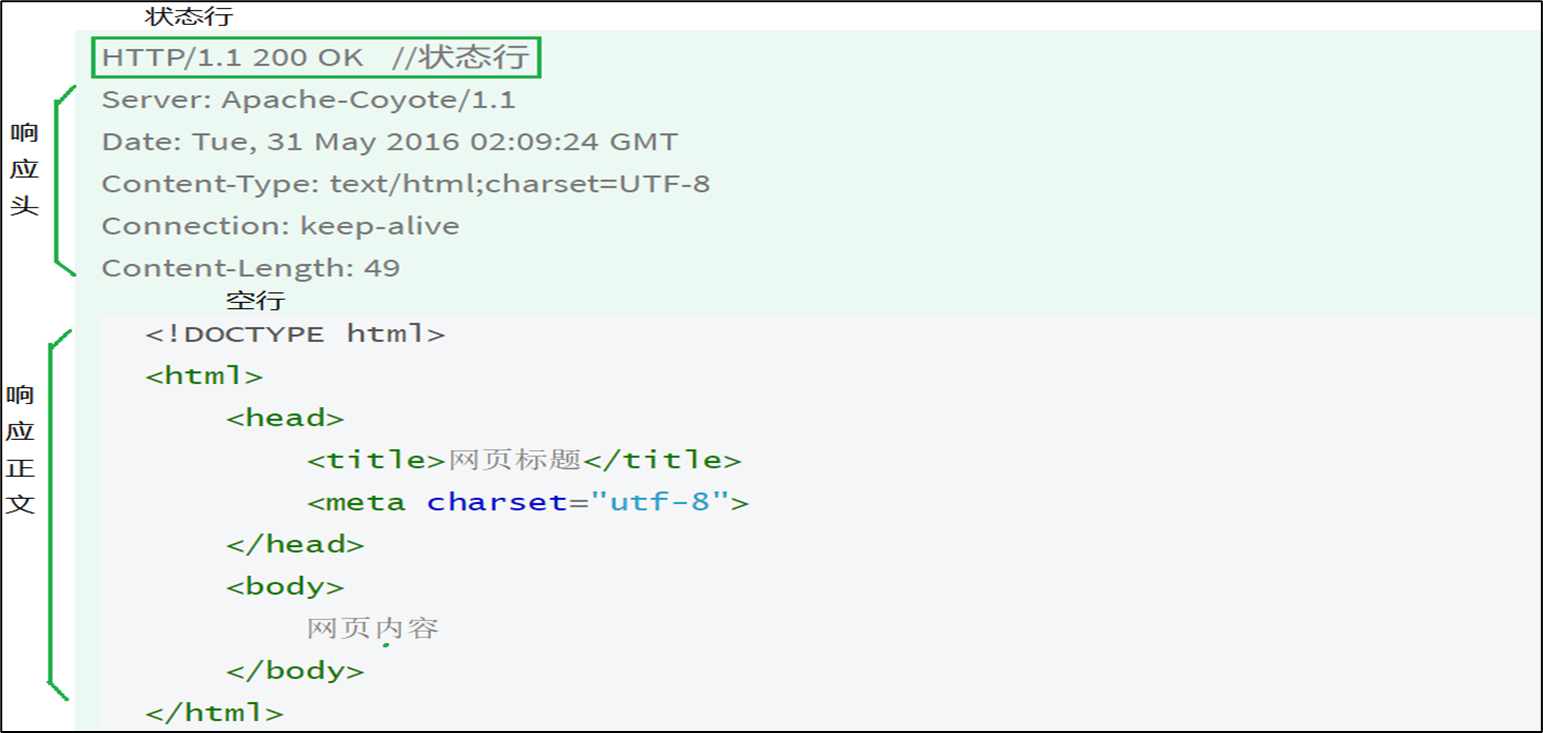 状态行
HTTP/1.1 200 OK //状态行
响应头
Server: Apache-Coyote/1.1
Date: Tue, 31 May 2016 02:09:24 GMT
Content-Type: text/html;charset=UTF-8
Connection: keep-alive
Content-Length: 49
空行
响应正文
<!DOCTYPE html>
<html>
<head>
<title>网页标题</title>
<meta charset="utf-8">
</head>
<body>
网页内容
</body>
</html>